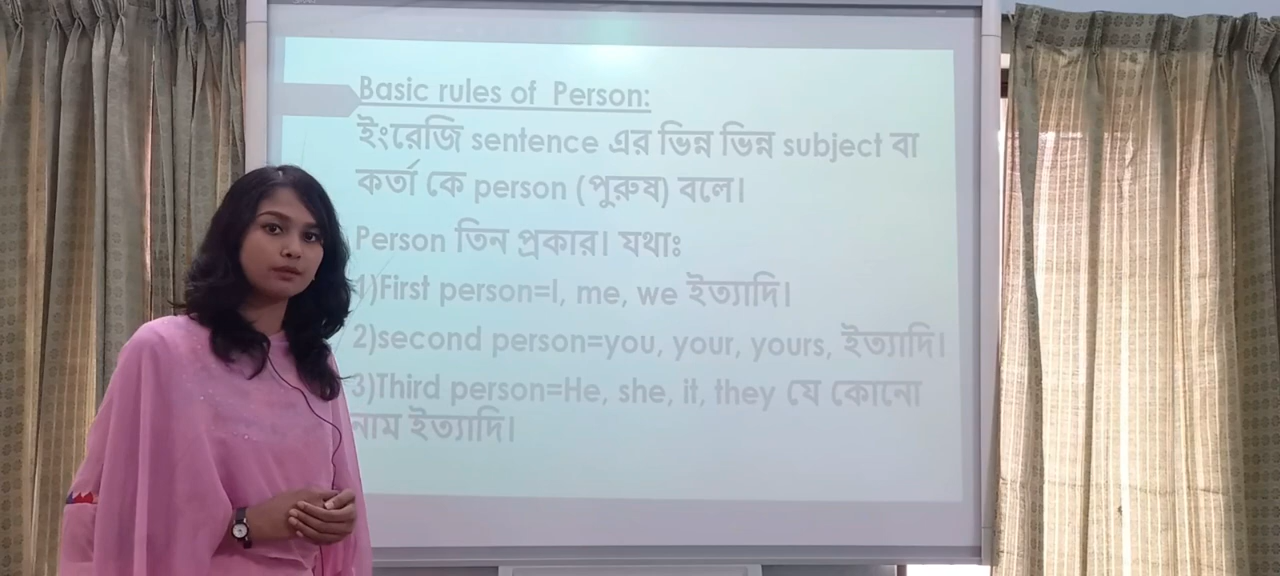 Basic rules of Person:
ইংরেজি sentence এর ভিন্ন ভিন্ন subject বা
কর্তা কে person (পুরুষ) বলে।
Person তিন প্রকার। যথাঃ
1)First person=I, me, we ইত্যাদি।
2)second person=you, your, yours, ইত্যাদি।
3)Third person=He, she, it, they যে কোনো
নাম ইত্যাদি।